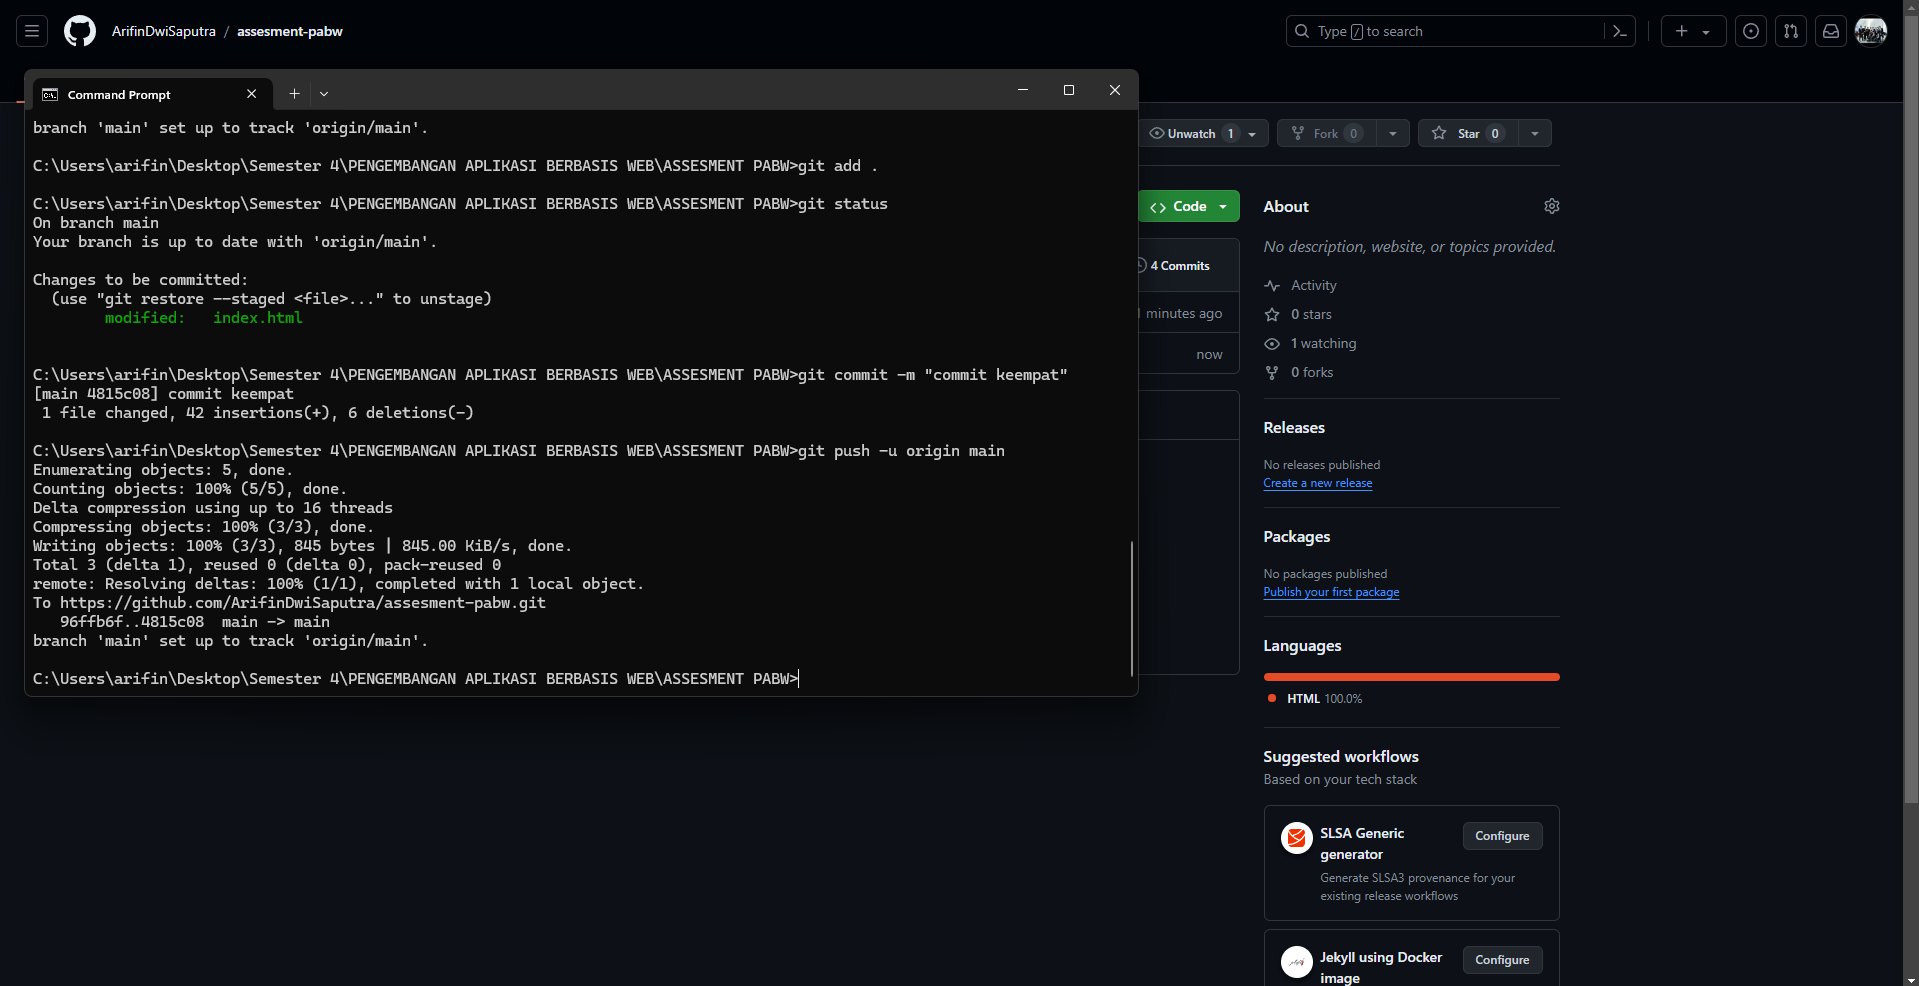 ArifinDwiSaputra / assesment-pabw
Type / to search
Command Prompt
branch 'main' set up to track 'origin/main'.
C:\Users\arifin\Desktop\Semester 4\PENGEMBANGAN APLIKASI BERBASIS WEB\ASSESMENT PABW>git add .
C:\Users\arifin\Desktop\Semester 4\PENGEMBANGAN APLIKASI BERBASIS WEB\ASSESMENT PABW>git status
On branch main
Your branch is up to date with 'origin/main'.
Changes to be committed:
(use "git restore --staged <file>..." to unstage)
modified: index.html
C:\Users\arifin\Desktop\Semester 4\PENGEMBANGAN APLIKASI BERBASIS WEB\ASSESMENT PABW>git commit -m "commit keempat"
[main 4815c08] commit keempat
1 file changed, 42 insertions(+), 6 deletions(-)
C:\Users\arifin\Desktop\Semester 4\PENGEMBANGAN APLIKASI BERBASIS WEB\ASSESMENT PABW>git push -u origin main
Enumerating objects: 5, done.
Counting objects: 100% (5/5), done.
Delta compression using up to 16 threads
Compressing objects: 100% (3/3), done.
Writing objects: 100% (3/3), 845 bytes | 845.00 KiB/s, done.
Total 3 (delta 1), reused 0 (delta 0), pack-reused 0
remote: Resolving deltas: 100% (1/1), completed with 1 local object.
To https://github.com/ArifinDwiSaputra/assesment-pabw.git
96ffb6f..4815c08 main -> main
branch 'main' set up to track 'origin/main'.
C:\Users\arifin\Desktop\Semester 4\PENGEMBANGAN APLIKASI BERBASIS WEB\ASSESMENT PABW>
Unwatch 1
Fork 0
Star 0
Code
4 Commits
minutes ago
now
About
No description, website, or topics provided.
Activity
0 stars
1 watching
0 forks
Releases
No releases published
Create a new release
Packages
No packages published
Publish your first package
Languages
HTML 100.0%
Suggested workflows
Based on your tech stack
SLSA Generic
generator
Configure
Generate SLSA3 provenance for your
existing release workflows
Jekyll using Docker
image
Configure